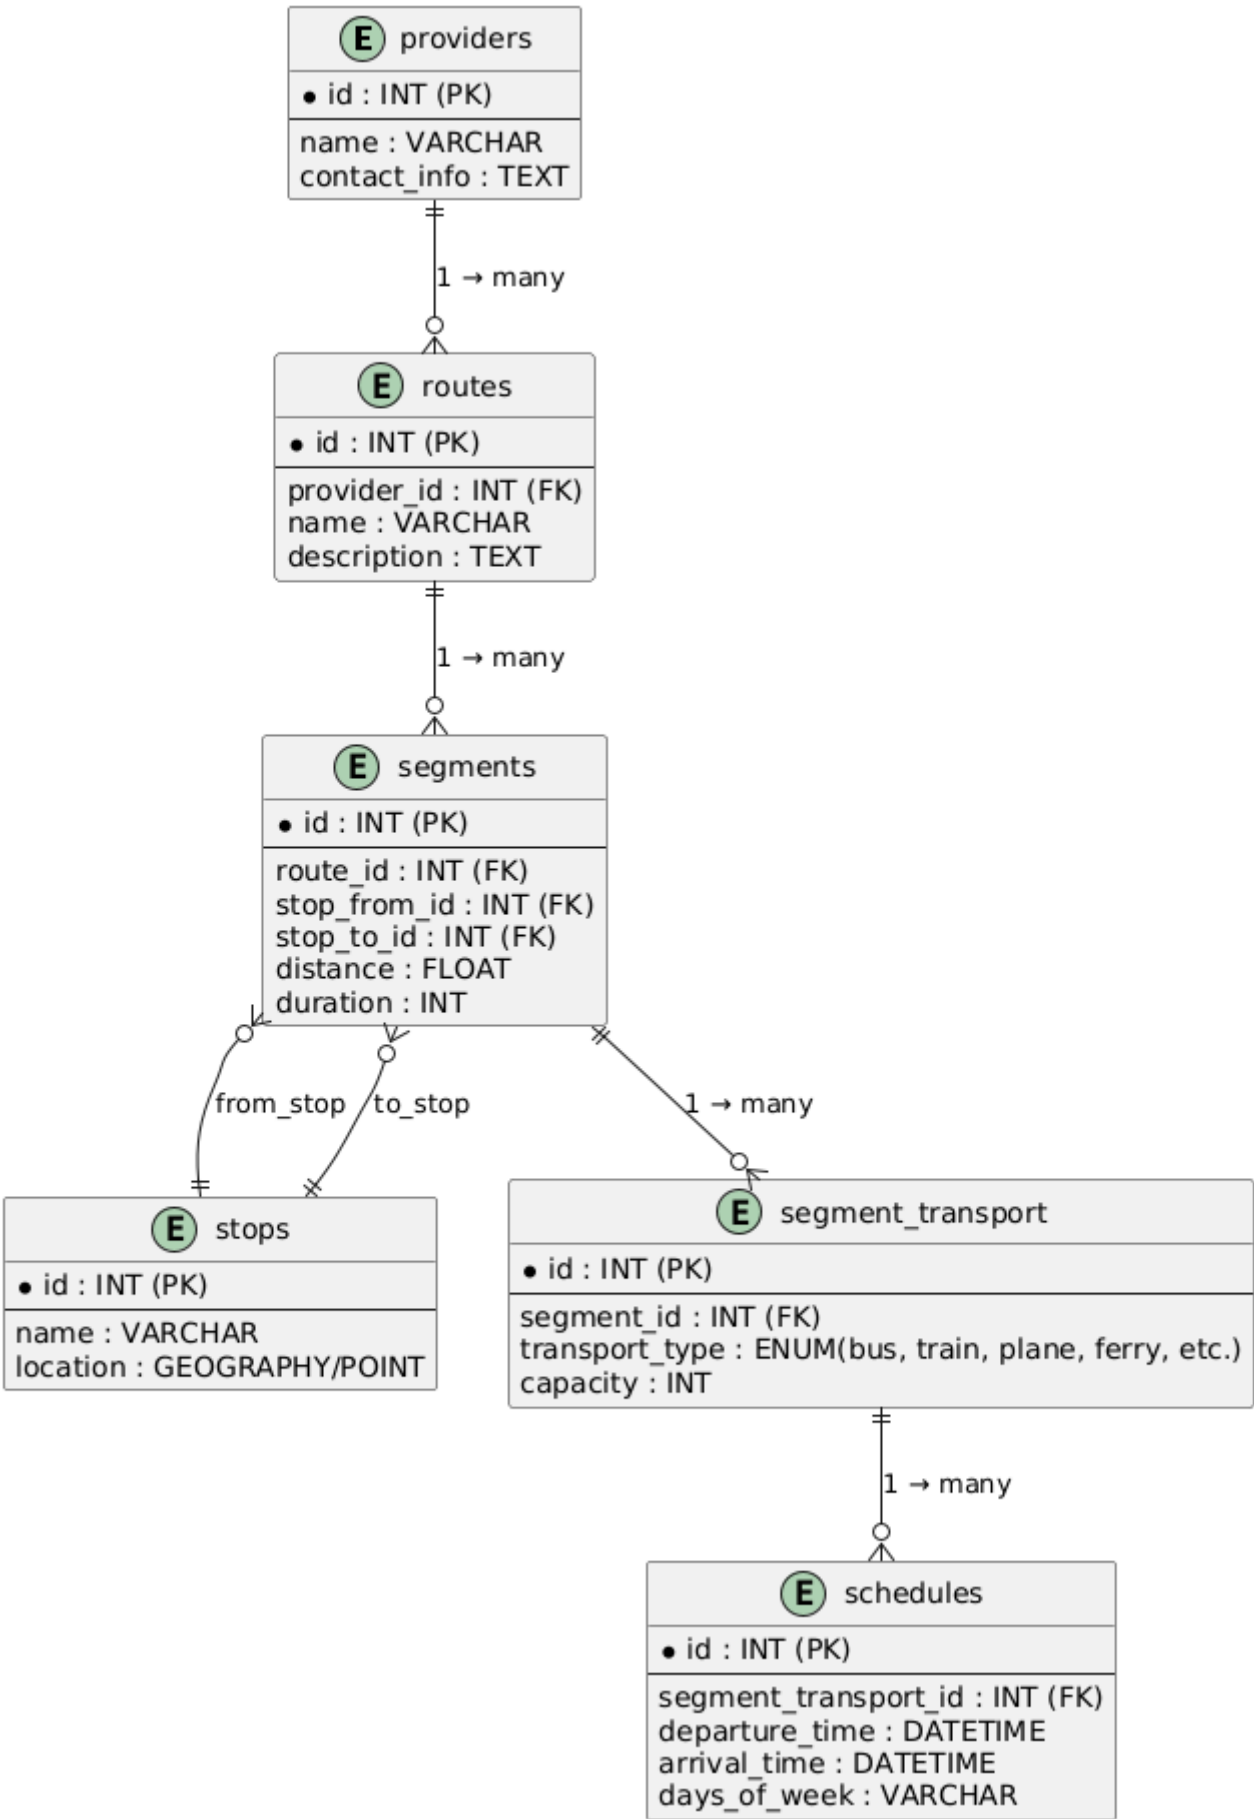 E providers
id : INT (PK)
name : VARCHAR
contact_info : TEXT
1 → many
E routes
id : INT (PK)
provider_id : INT (FK)
name : VARCHAR
description : TEXT
1 → many
E segments
id : INT (PK)
route_id : INT (FK)
stop_from_id : INT (FK)
stop_to_id : INT (FK)
distance : FLOAT
duration : INT
from_stop
to_stop
1 → many
E stops
id : INT (PK)
name : VARCHAR
location : GEOGRAPHY/POINT
E segment_transport
id : INT (PK)
segment_id : INT (FK)
transport_type : ENUM(bus, train, plane, ferry, etc.)
capacity : INT
1 → many
E schedules
id : INT (PK)
segment_transport_id : INT (FK)
departure_time : DATETIME
arrival_time : DATETIME
days_of_week : VARCHAR